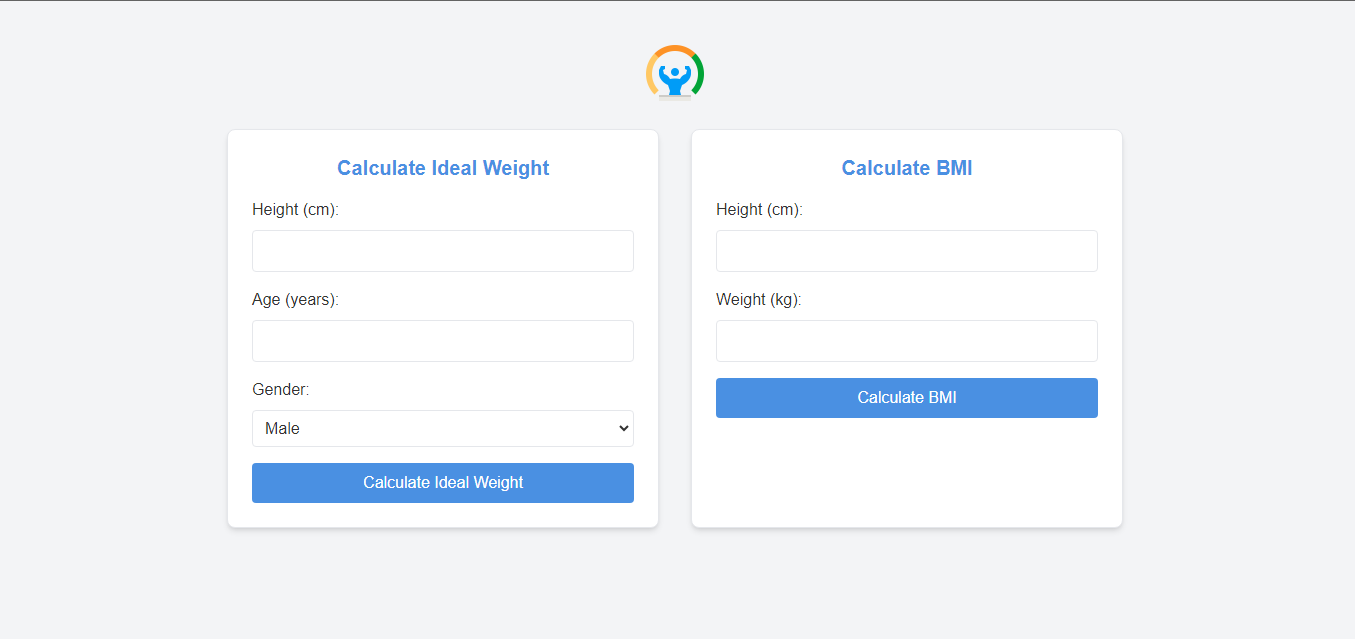 Calculate Ideal Weight
Height (cm):
Age (years):
Gender:
Male
Calculate Ideal Weight
Calculate BMI
Height (cm):
Weight (kg):
Calculate BMI